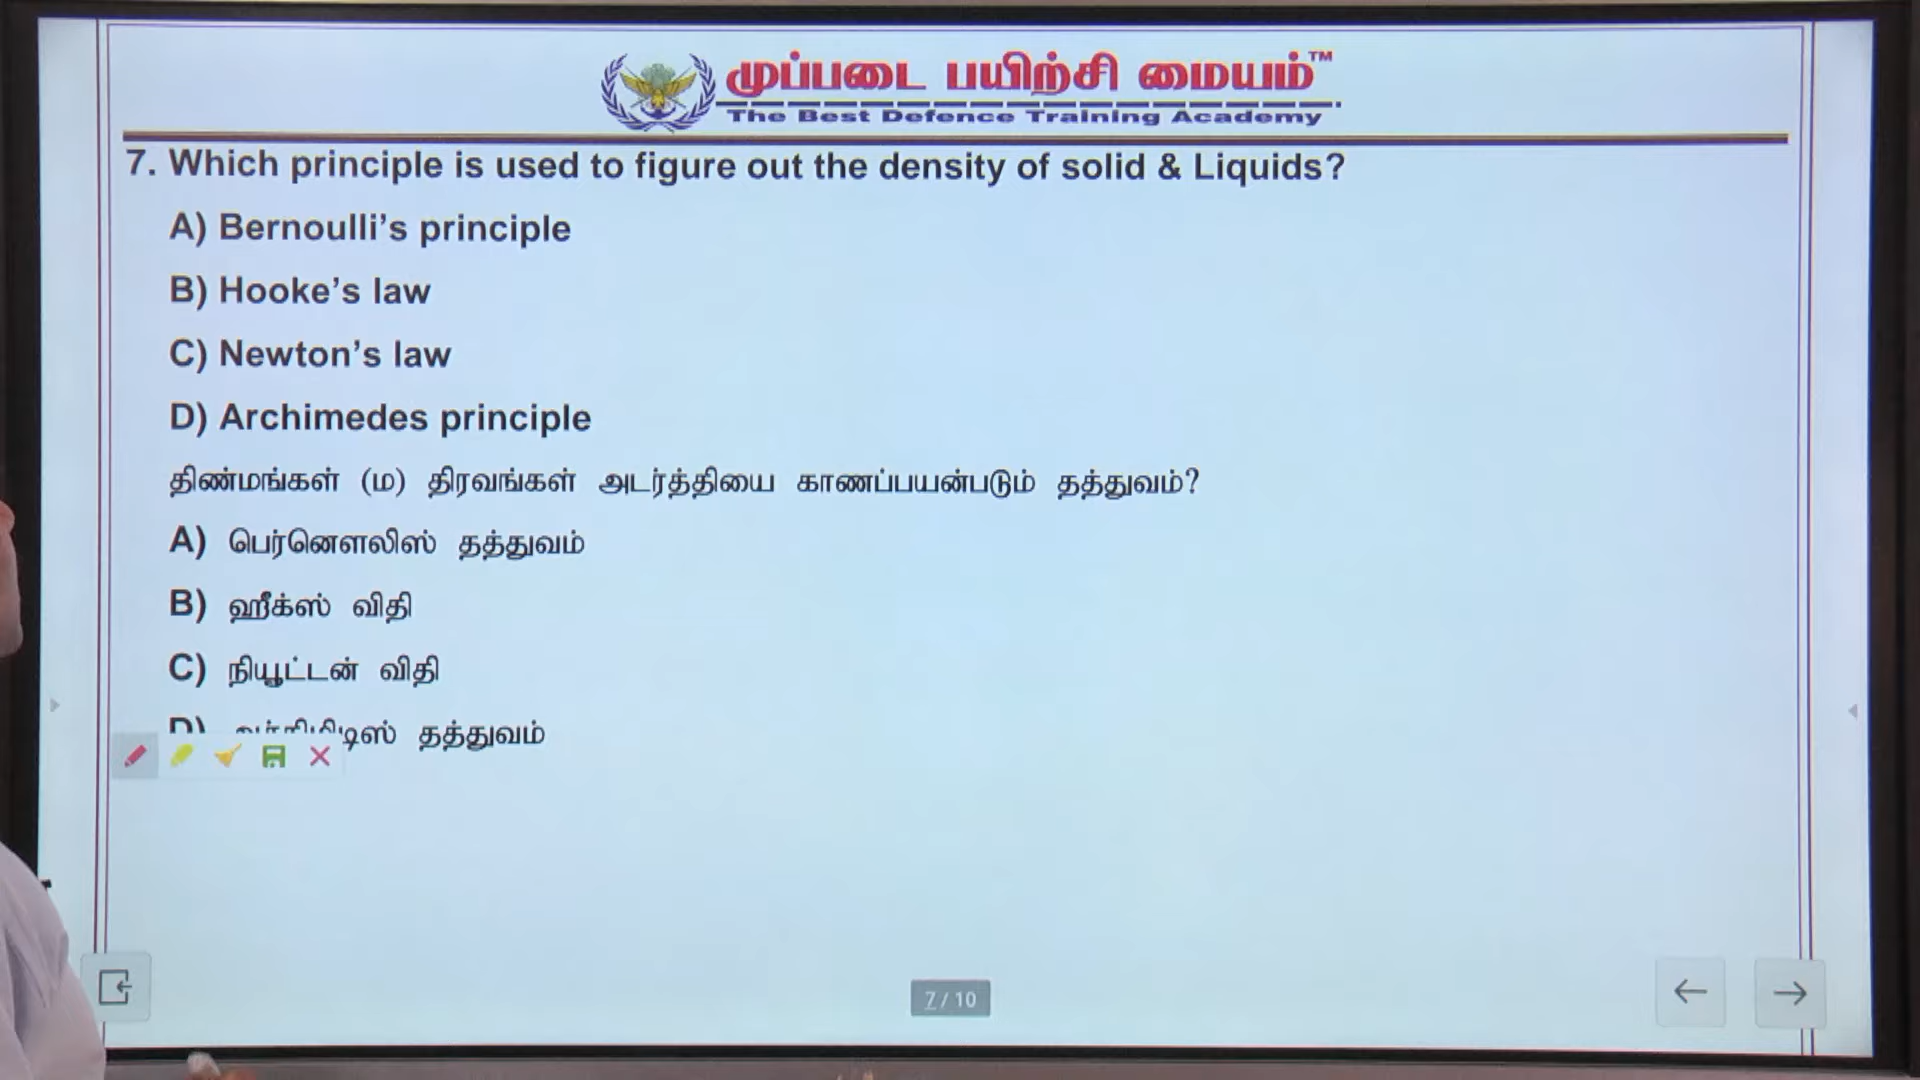 முப்படை பயிற்சி மையம்™
The Best Defence Training Academy
7. Which principle is used to figure out the density of solid & Liquids?
A) Bernoulli's principle
B) Hooke's law
C) Newton's law
D) Archimedes principle
திண்மங்கள் (ம) திரவங்கள் அடர்த்தியை காணப்பயன்படும் தத்துவம்?
A) பெர்னௌலிஸ் தத்துவம்
B) ஹீக்ஸ் விதி
C) நியூட்டன் விதி
D) தத்துவம்
7 / 10